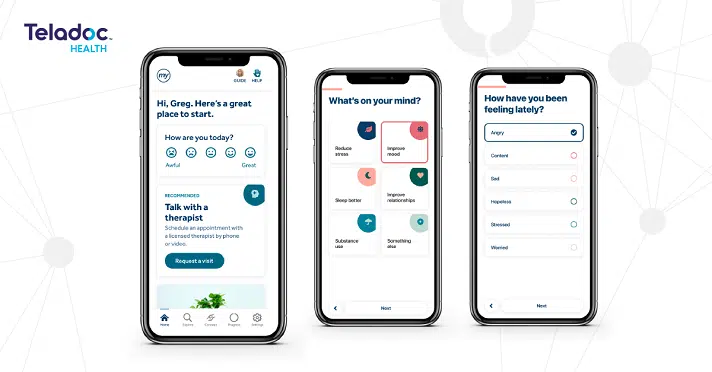 Teladoc™
HEALTH
my
GUIDE
HELP
Hi, Greg. Here's a great
place to start.
How are you today?
Awful
Great
RECOMMENDED
Talk with a
therapist
Schedule an appointment with
a licensed therapist by phone
or video.
Request a visit
Home
Explore
Progress
Settings
What's on your mind?
Reduce
stress
Improve
mood
Sleep better
Improve
relationships
Substance
use
Something
else
Next
How have you been
feeling lately?
Angry
Content
Sad
Hopeless
Stressed
Worried
Next